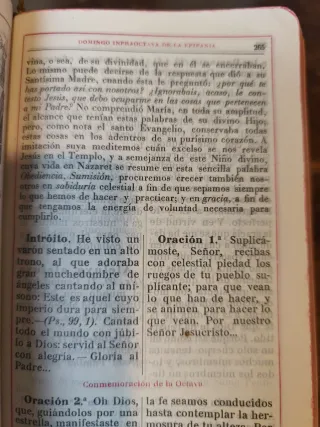 DOMINGO INFRAOCTAVA DE LA EPIFANIA 265
vina, o sea, de su divinidad, que en él se encerraban.
Lo mismo puede decirse de la respuesta que dió a su
Santísima Madre, cuando ésta le preguntó: ¿por qué te
has portado así con nosotros? ¿Ignorabais, acaso, le con-
testó Jesús, que debo ocuparme en las cosas que pertenecen
a mi Padre? No comprendió María, en toda su amplitud,
el alcance que tenían estas palabras de su divino Hijo,
pero, como nota el santo Evangelio, conservaba todas
estas cosas en los adentros de su purísimo corazón. A
imitación suya meditemos cuán excelso se nos revela
Jesús en el Templo, y a semejanza de este Niño divino,
cuya vida en Názaret se resume en esta sencilla palabra
Obediencia, Sumisión, procuremos crecer también nos-
otros en sabiduría celestial a fin de que sepamos siempre
lo que hemos de hacer y practicar; y en gracia, a fin de
que tengamos la energía de voluntad necesaria para
cumplirlo.
Intróito. He visto un
varon sentado en un alto
trono, al que adoraba
gran muchedumbre de
ángeles cantando al uní-
sono: Este es aquel cuyo
imperio dura para siem-
pre.—(Ps., 99, 1). Cantad
todo el mundo con júbi-
lo a Dios: servid al Señor
con alegría.—Gloria al
Padre...
Oración 1.ª Suplicá-
moste, Señor, recibas
con celestial piedad los
ruegos de tu pueblo su-
plicante; para que vean
lo que han de hacer, y
se animen para hacer lo
que vean. Por nuestro
Señor Jesucristo...
Conmemoración de la Octava
Oración 2.ª Oh Dios,
que, guiándolos por una
estrella, manifestaste en
la fe seamos conducidos
hasta contemplar la her-
mosura de tu alteza. Por